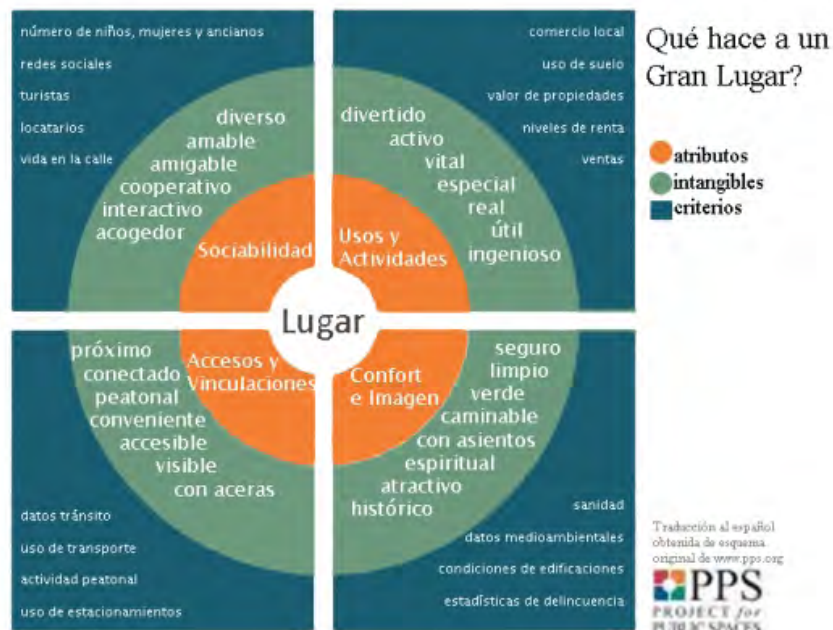 número de niños, mujeres y ancianos
redes sociales
turistas
locatarios
vida en la calle
diverso
amable
amigable
cooperativo
interactivo
acogedor
Sociabilidad
comercio local
uso de suelo
valor de propiedades
niveles de renta
ventas
divertido
activo
vital
especial
real
útil
ingenioso
Usos y
Actividades
Lugar
próximo
conectado
peatonal
conveniente
accesible
visible
con aceras
Accesos y
Vinculaciones
datos tránsito
uso de transporte
actividad peatonal
uso de estacionamientos
Confort
e Imagen
seguro
limpio
verde
caminable
con asientos
espiritual
atractivo
histórico
sanidad
datos medioambientales
condiciones de edificaciones
estadísticas de delincuencia
Qué hace a un
Gran Lugar?
atributos
intangibles
criterios
Traducción al español
obtenida de esquema
original de www.pps.org
PPS
PROJECT for
PUBLIC SPACES